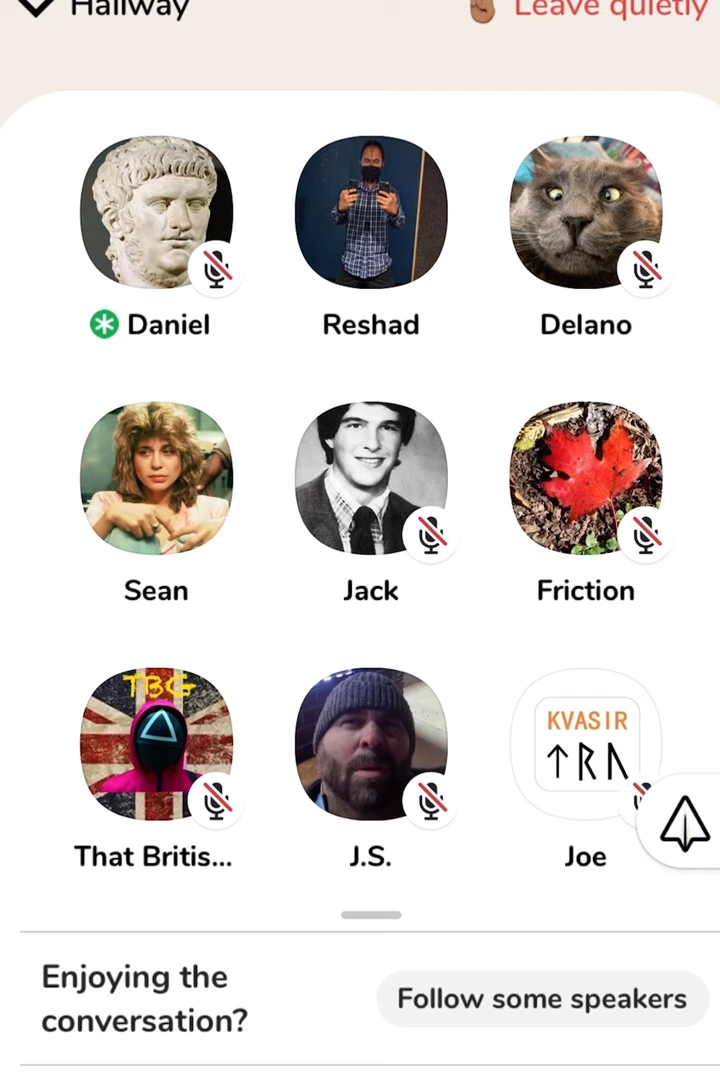 Hallway
Leave quietly
Daniel
Reshad
Delano
Sean
Jack
Friction
TBG
That Britis...
J.S.
KVASIR
ᛏᚱᚢ
Joe
Enjoying the
conversation?
Follow some speakers